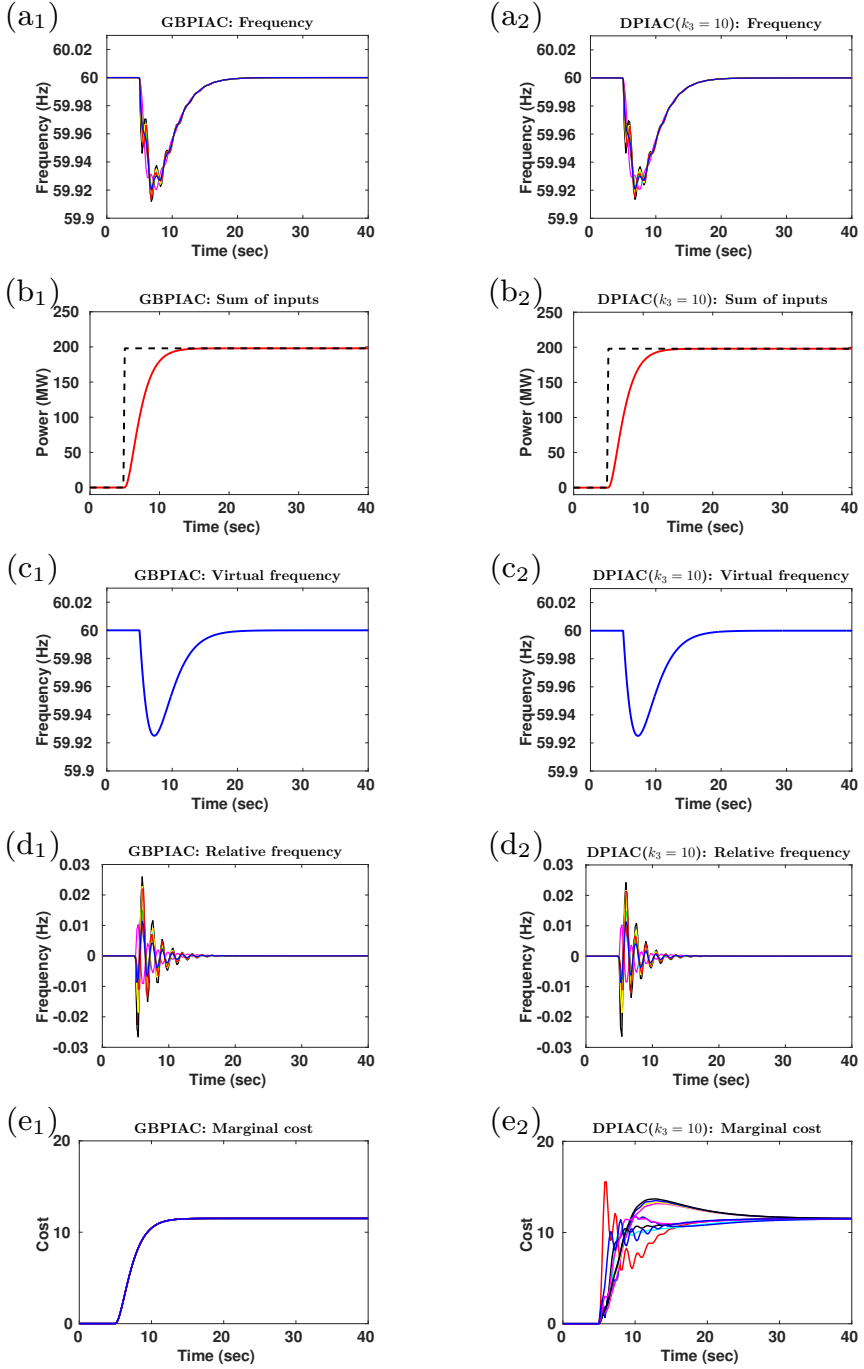 (a1)
GBPIAC: Frequency
60.02
60
59.98
59.96
59.94
59.92
59.9
Frequency (Hz)
0 10 20 30 40
Time (sec)
(a2)
DPIAC(k3 = 10): Frequency
60.02
60
59.98
59.96
59.94
59.92
59.9
Frequency (Hz)
0 10 20 30 40
Time (sec)
(b1)
GBPIAC: Sum of inputs
250
200
150
100
50
0
Power (MW)
0 10 20 30 40
Time (sec)
(b2)
DPIAC(k3 = 10): Sum of inputs
250
200
150
100
50
0
Power (MW)
0 10 20 30 40
Time (sec)
(c1)
GBPIAC: Virtual frequency
60.02
60
59.98
59.96
59.94
59.92
59.9
Frequency (Hz)
0 10 20 30 40
Time (sec)
(c2)
DPIAC(k3 = 10): Virtual frequency
60.02
60
59.98
59.96
59.94
59.92
59.9
Frequency (Hz)
0 10 20 30 40
Time (sec)
(d1)
GBPIAC: Relative frequency
0.03
0.02
0.01
0
-0.01
-0.02
-0.03
Frequency (Hz)
0 10 20 30 40
Time (sec)
(d2)
DPIAC(k3 = 10): Relative frequency
0.03
0.02
0.01
0
-0.01
-0.02
-0.03
Frequency (Hz)
0 10 20 30 40
Time (sec)
(e1)
GBPIAC: Marginal cost
20
10
0
Cost
0 10 20 30 40
Time (sec)
(e2)
DPIAC(k3 = 10): Marginal cost
20
10
0
Cost
0 10 20 30 40
Time (sec)